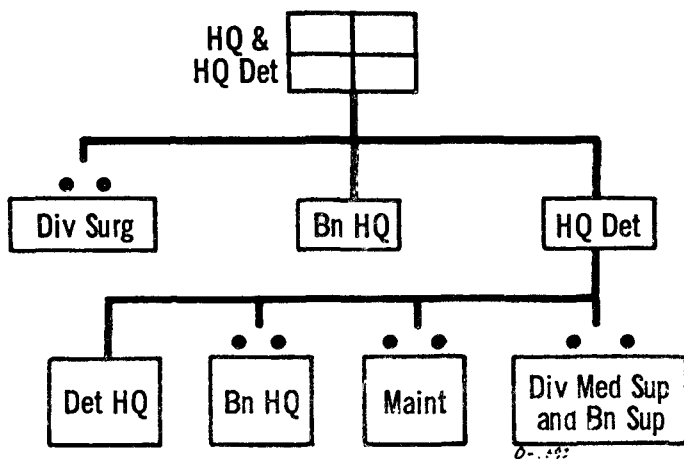 HQ &
HQ Det
Div Surg
Bn HQ
HQ Det
Det HQ
Bn HQ
Maint
Div Med Sup
and Bn Sup